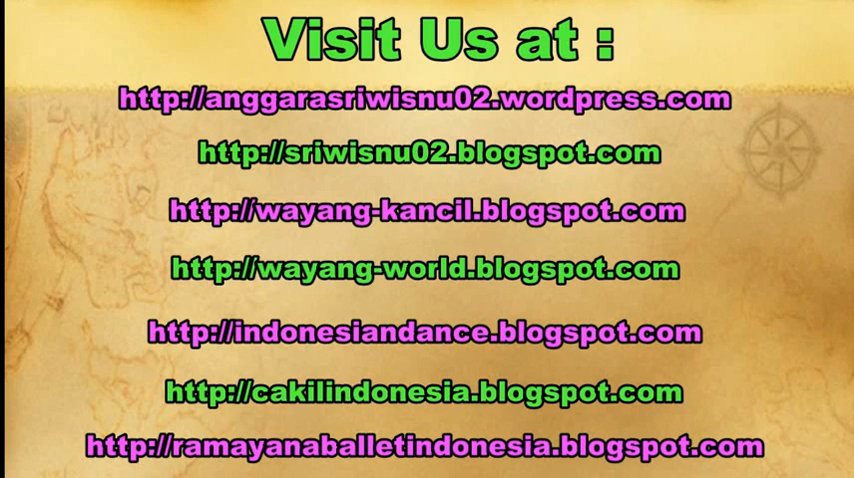 Visit Us at :
http://anggarasriwisnu02.wordpress.com
http://sriwisnu02.blogspot.com
http://wayang-kancil.blogspot.com
http://wayang-world.blogspot.com
http://indonesiandance.blogspot.com
http://cakilindonesia.blogspot.com
http://ramayanaballetindonesia.blogspot.com